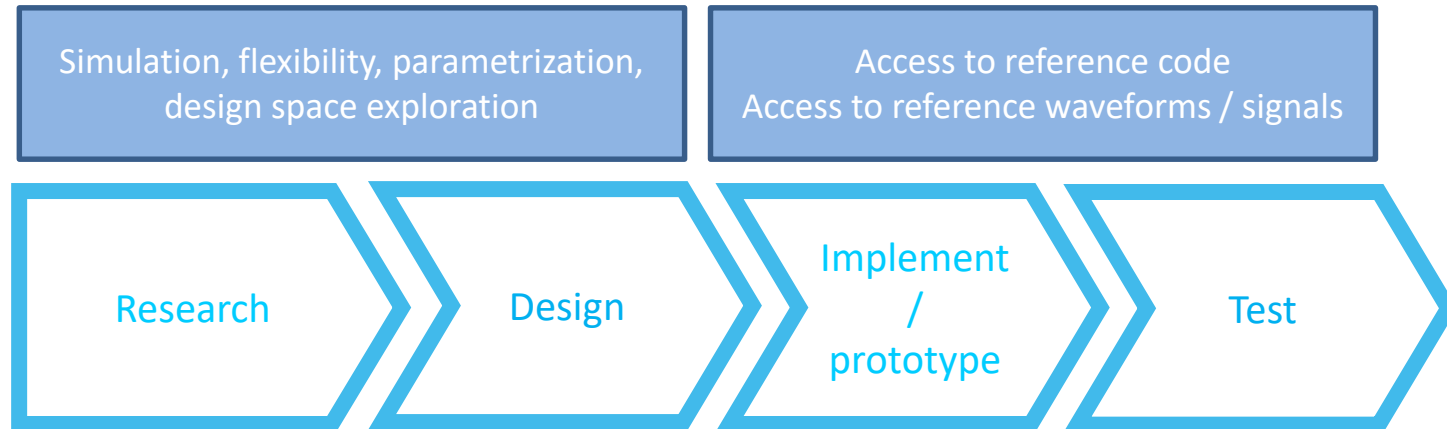 Simulation, flexibility, parametrization,
design space exploration
Access to reference code
Access to reference waveforms / signals
Research
Design
Implement
/
prototype
Test